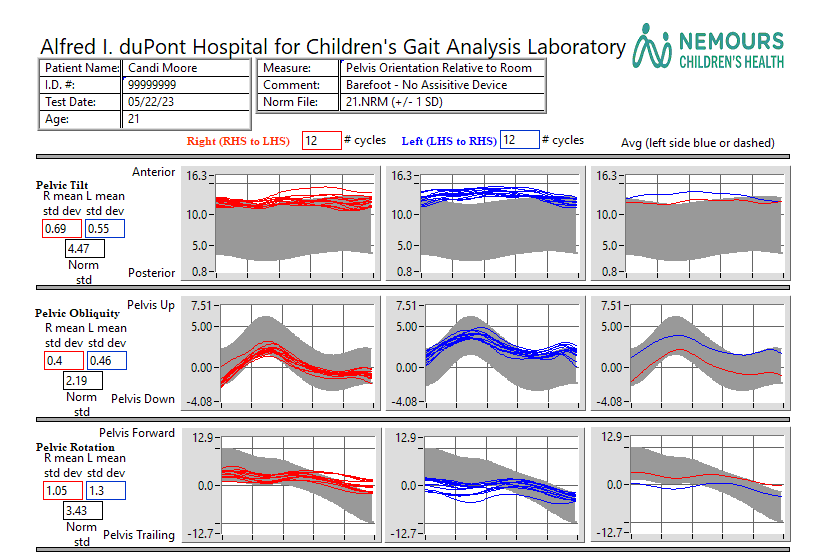 Alfred I. duPont Hospital for Children's Gait Analysis Laboratory
NEMOURS
CHILDREN'S HEALTH
Patient Name: Candi Moore
I.D. #: 99999999
Test Date: 05/22/23
Age: 21
Measure: Pelvis Orientation Relative to Room
Comment: Barefoot - No Assisitive Device
Norm File: 21.NRM (+/- 1 SD)
Right (RHS to LHS) 12 # cycles Left (LHS to RHS) 12 # cycles Avg (left side blue or dashed)
Anterior
Pelvic Tilt
R mean L mean
std dev std dev
0.69 0.55
4.47
Norm
std
Posterior
16.3
10.0
5.0
0.8
16.3
10.0
5.0
0.8
16.3
10.0
5.0
0.8
Pelvis Up
Pelvic Obliquity
R mean L mean
std dev std dev
0.4 0.46
2.19
Norm
std
Pelvis Down
7.51
5.00
0.00
-4.08
7.51
5.00
0.00
-4.08
7.51
5.00
0.00
-4.08
Pelvis Forward
Pelvic Rotation
R mean L mean
std dev std dev
1.05 1.3
3.43
Norm
std
Pelvis Trailing
12.9
0.0
-12.7
12.9
0.0
-12.7
12.9
0.0
-12.7